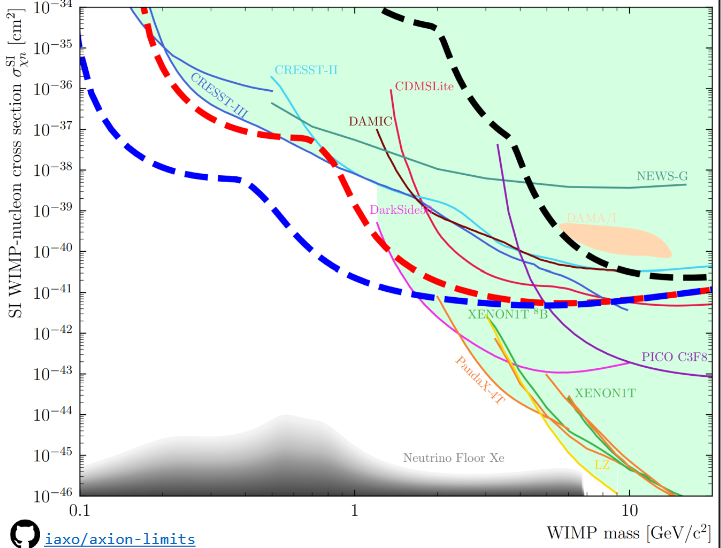 SI WIMP-nucleon cross section σ^SI_χn [cm²]
10⁻³⁴
10⁻³⁵
10⁻³⁶
10⁻³⁷
10⁻³⁸
10⁻³⁹
10⁻⁴⁰
10⁻⁴¹
10⁻⁴²
10⁻⁴³
10⁻⁴⁴
10⁻⁴⁵
10⁻⁴⁶
CRESST-II
CRESST-III
CDMSLite
DAMIC
NEWS-G
DarkSide
DAMA/I
XENON1T ⁸B
PICO C3F8
PandaX-4T
XENON1T
Neutrino Floor Xe
LZ
0.1
1
10
WIMP mass [GeV/c²]
iaxo/axion-limits